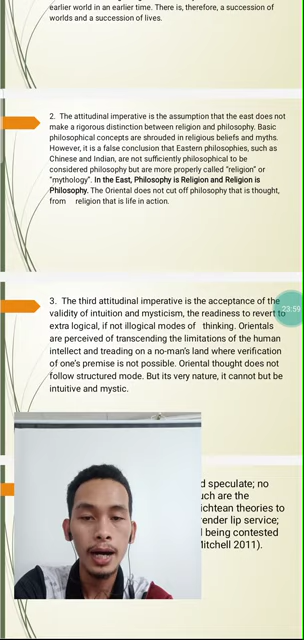 earlier world in an earlier time. There is, therefore, a succession of
worlds and a succession of lives.
2. The attitudinal imperative is the assumption that the east does not
make a rigorous distinction between religion and philosophy. Basic
philosophical concepts are shrouded in religious beliefs and myths.
However, it is a false conclusion that Eastern philosophies, such as
Chinese and Indian, are not sufficiently philosophical to be
considered philosophy but are more properly called “religion” or
“mythology”. In the East, Philosophy is Religion and Religion is
Philosophy. The Oriental does not cut off philosophy that is thought,
from religion that is life in action.
3. The third attitudinal imperative is the acceptance of the
validity of intuition and mysticism, the readiness to revert to
23:59
extra logical, if not illogical modes of thinking. Orientals
are perceived of transcending the limitations of the human
intellect and treading on a no-man’s land where verification
of one’s premise is not possible. Oriental thought does not
follow structured mode. But its very nature, it cannot but be
intuitive and mystic.
speculate; no
are the
theories to
lip service;
being contested
2011).